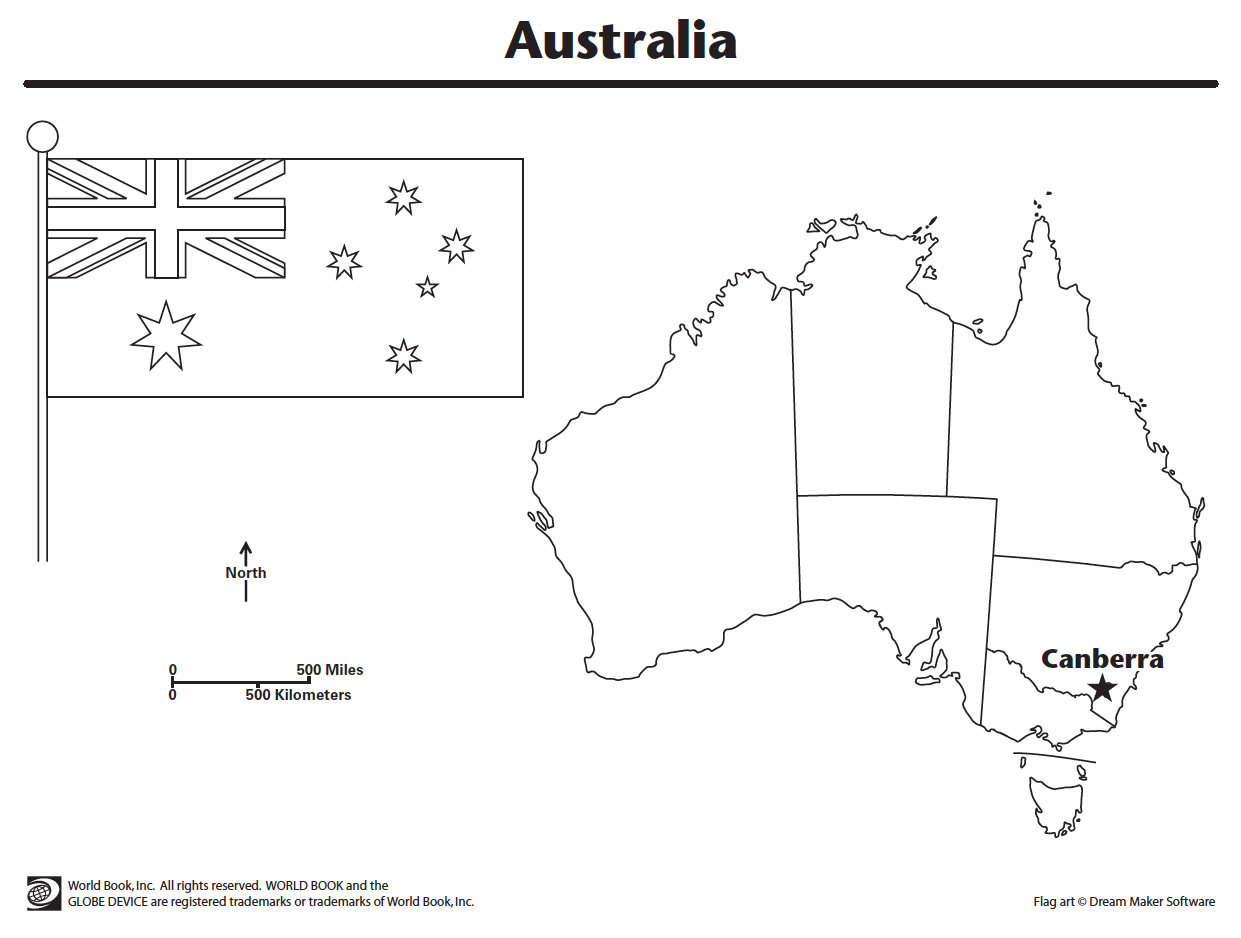 Australia
North
0 500 Miles
0 500 Kilometers
Canberra
World Book, Inc. All rights reserved. WORLD BOOK and the
GLOBE DEVICE are registered trademarks or trademarks of World Book, Inc.
Flag art © Dream Maker Software